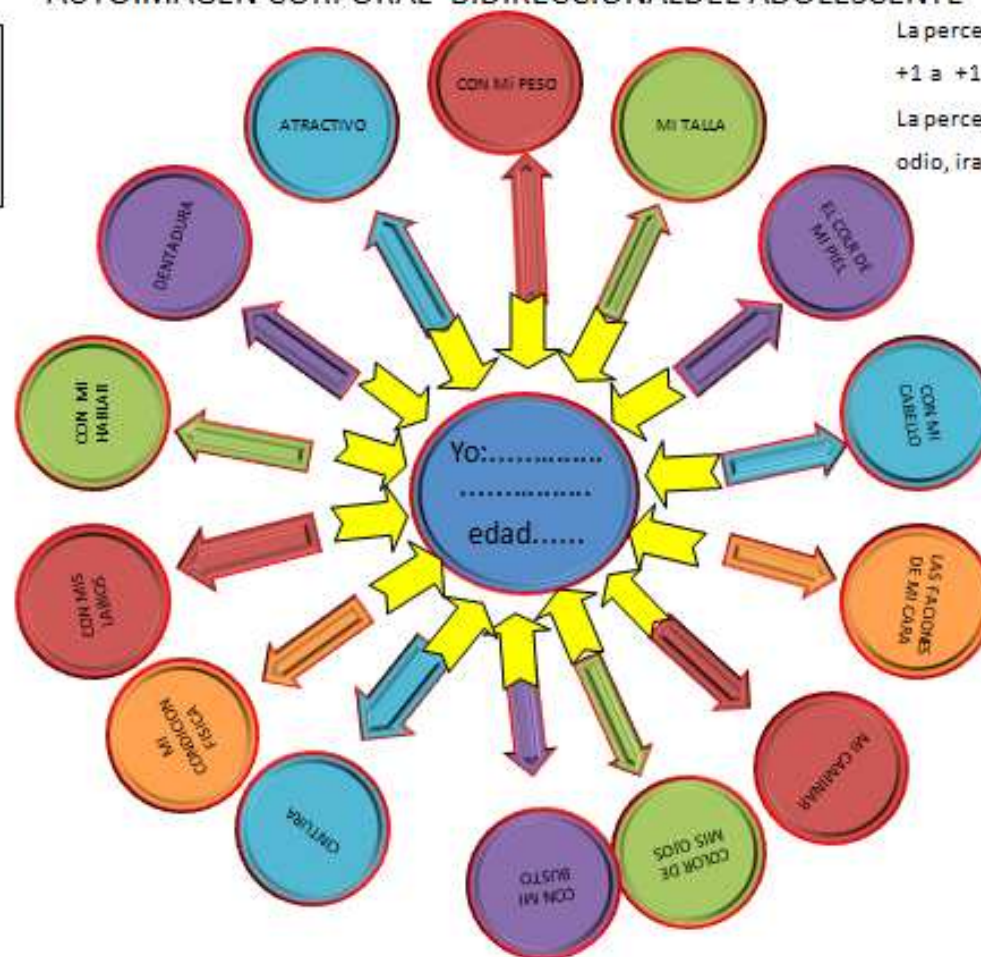 AUTOIMAGEN CORPORAL BIDIRECCIONAL DEL ADOLESCENTE
La perce
+1 a +1
La perce
odio, ira
CON MI PESO
ATRACTIVO
MI TALLA
DENTADURA
EL COLR DE
MI PIEL
CON MI
HABLAR
CON MI
CABELLO
Yo:..............
................
edad......
CON MIS
LABIOS
LAS FACIONES
DE MI CARA
MI
CONDICION
FISICA
MI CAMINAR
CINTURA
COLOR DE
MIS OJOS
CON MI
BUSTO